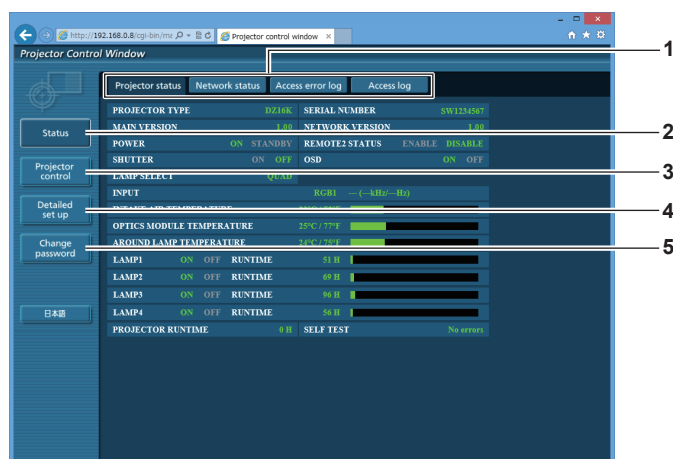 http://192.168.0.8/cgi-bin/me
Projector control window
Projector Control Window
1
Projector status Network status Access error log Access log
PROJECTOR TYPE DZ16K SERIAL NUMBER SW1234567
MAIN VERSION 1.00 NETWORK VERSION 1.00
Status
2
POWER ON STANDBY REMOTE2 STATUS ENABLE DISABLE
SHUTTER ON OFF OSD ON OFF
Projector control
3
LAMP SELECT QUAD
INPUT RGB1 --- (---kHz/---Hz)
INTAKE AIR TEMPERATURE
Detailed set up
4
OPTICS MODULE TEMPERATURE 25°C / 77°F
AROUND LAMP TEMPERATURE 24°C / 75°F
Change password
5
LAMP1 ON OFF RUNTIME 51 H
LAMP2 ON OFF RUNTIME 69 H
LAMP3 ON OFF RUNTIME 96 H
LAMP4 ON OFF RUNTIME 56 H
日本語
PROJECTOR RUNTIME 0 H SELF TEST No errors